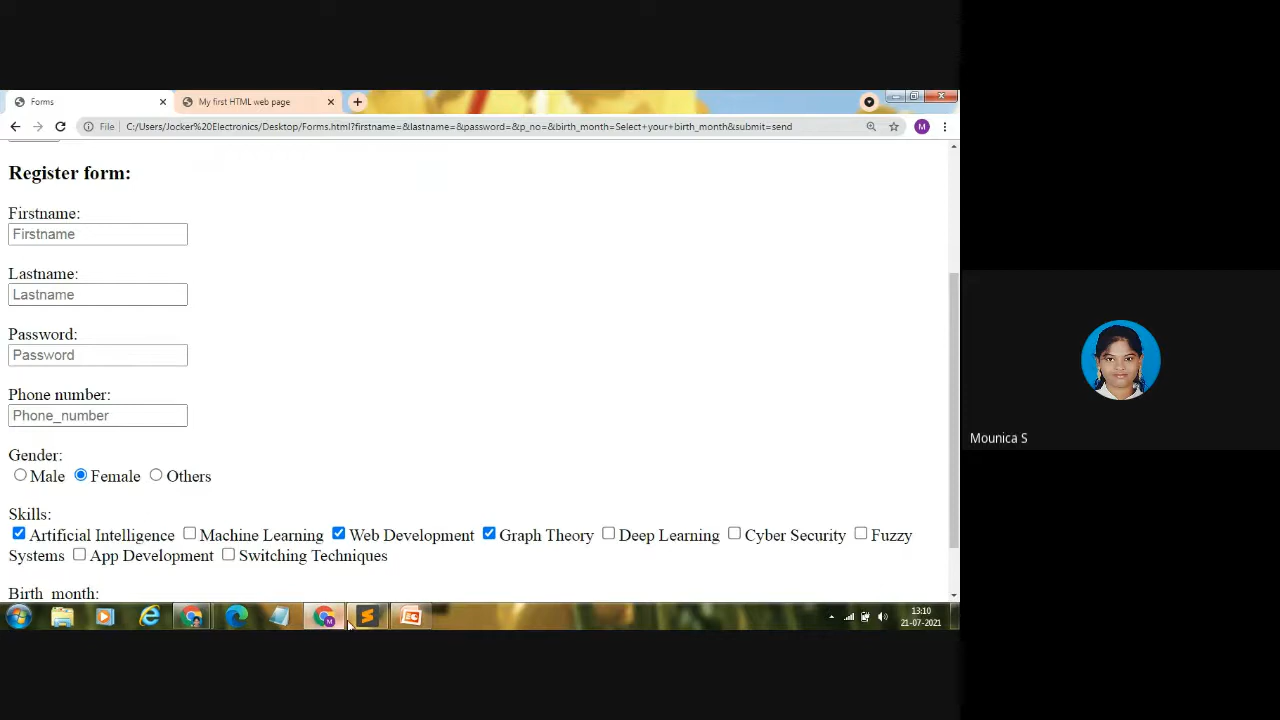 Forms
My first HTML web page
File
C:/Users/Jocker%20Electronics/Desktop/Forms.html?firstname=&lastname=&password=&p_no=&birth_month=Select+your+birth_month&submit=send
M
Register form:
Firstname:
Firstname
Lastname:
Lastname
Password:
Password
Phone number:
Phone_number
Gender:
Male Female Others
Skills:
Artificial Intelligence Machine Learning Web Development Graph Theory Deep Learning Cyber Security Fuzzy
Systems App Development Switching Techniques
Birth month:
13:10
21-07-2021
Mounica S